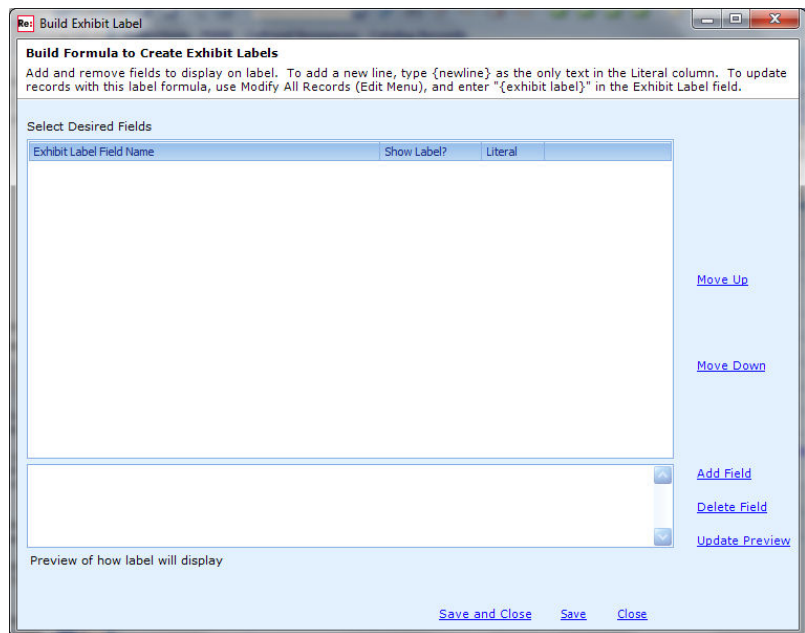 Re: Build Exhibit Label
Build Formula to Create Exhibit Labels
Add and remove fields to display on label. To add a new line, type {newline} as the only text in the Literal column. To update
records with this label formula, use Modify All Records (Edit Menu), and enter "{exhibit label}" in the Exhibit Label field.
Select Desired Fields
Exhibit Label Field Name Show Label? Literal
Move Up
Move Down
Add Field
Delete Field
Update Preview
Preview of how label will display
Save and Close Save Close